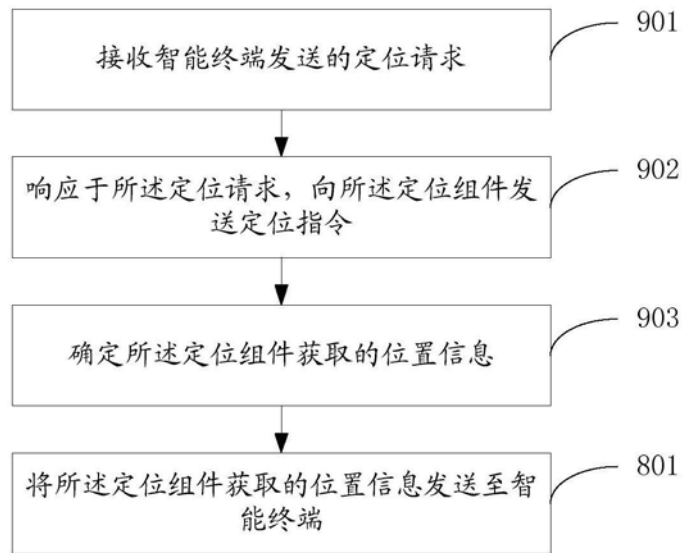 接收智能终端发送的定位请求
901
响应于所述定位请求，向所述定位组件发
送定位指令
902
确定所述定位组件获取的位置信息
903
将所述定位组件获取的位置信息发送至智
能终端
801